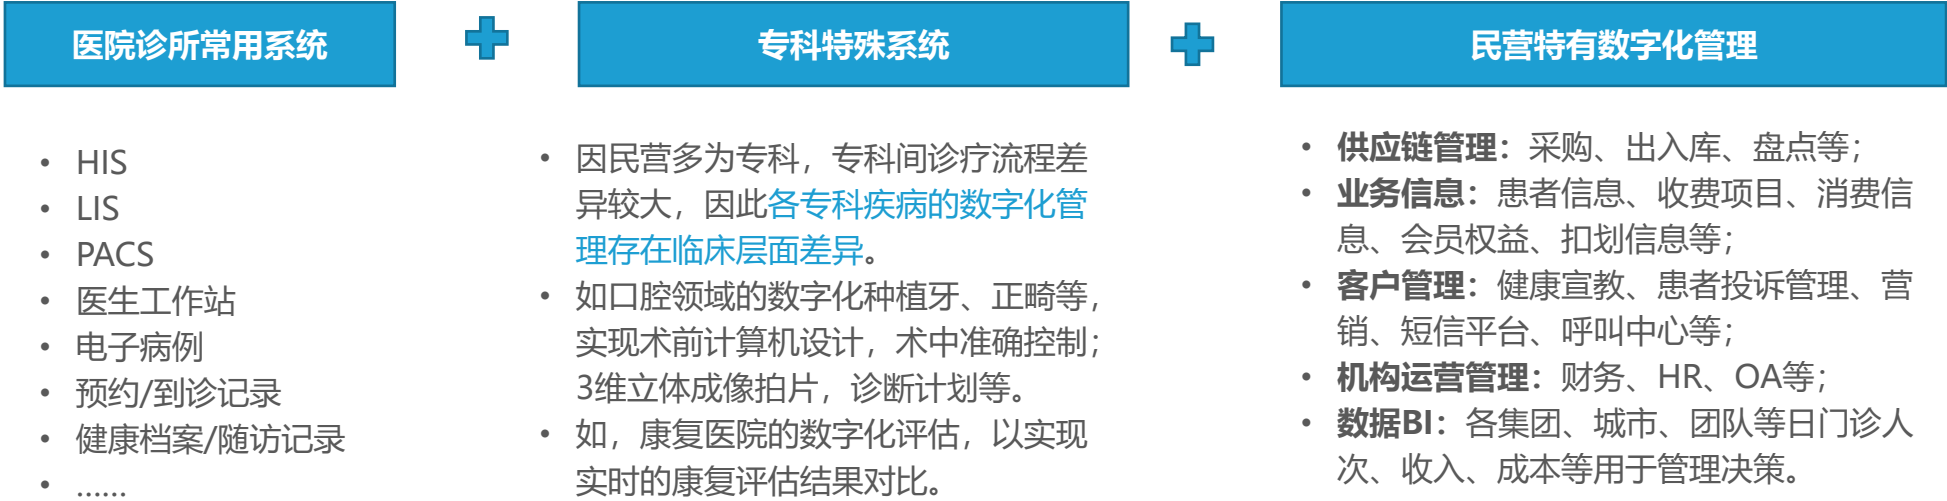 医院诊所常用系统
专科特殊系统
民营特有数字化管理
• HIS
• LIS
• PACS
• 医生工作站
• 电子病例
• 预约/到诊记录
• 健康档案/随访记录
• ……
• 因民营多为专科，专科间诊疗流程差
异较大，因此各专科疾病的数字化管
理存在临床层面差异。
• 如口腔领域的数字化种植牙、正畸等，
实现术前计算机设计，术中准确控制；
3维立体成像拍片，诊断计划等。
• 如，康复医院的数字化评估，以实现
实时的康复评估结果对比。
• 供应链管理：采购、出入库、盘点等；
• 业务信息：患者信息、收费项目、消费信
息、会员权益、扣划信息等；
• 客户管理：健康宣教、患者投诉管理、营
销、短信平台、呼叫中心等；
• 机构运营管理：财务、HR、OA等；
• 数据BI：各集团、城市、团队等日门诊人
次、收入、成本等用于管理决策。